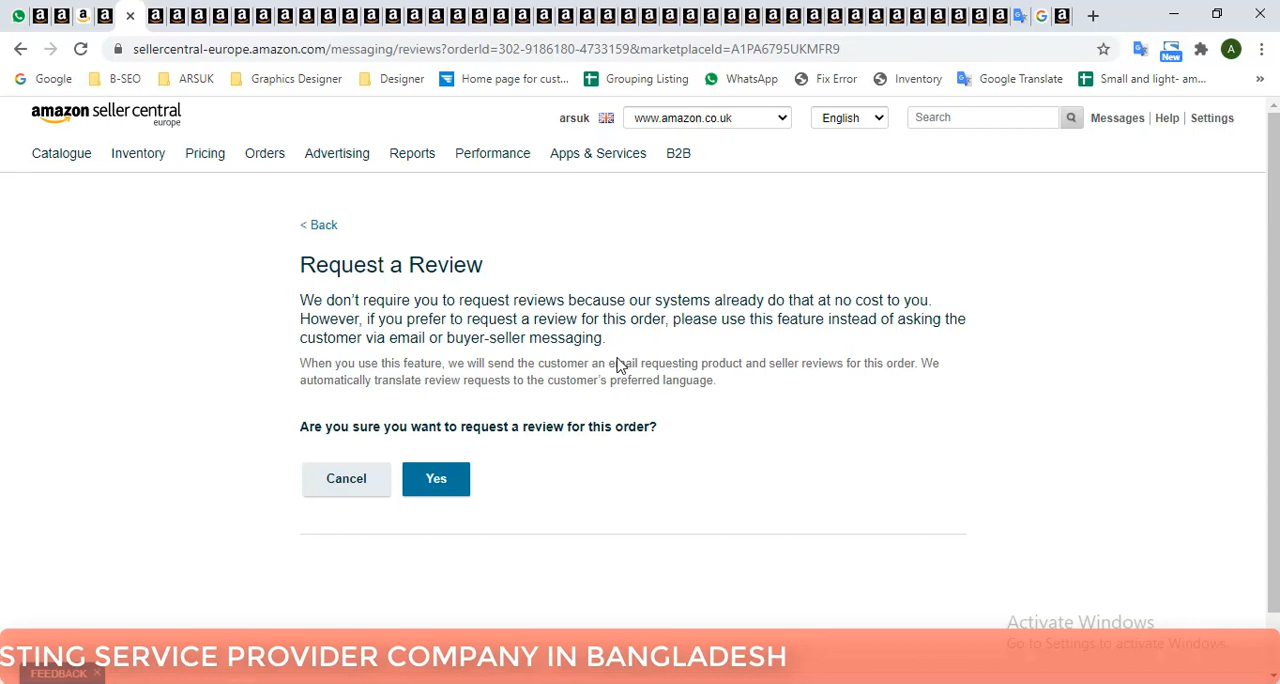 sellercentral-europe.amazon.com/messaging/reviews?orderId=302-9186180-4733159&marketplaceId=A1PA6795UKMFR9
A
New
Google B-SEO ARSUK Graphics Designer Designer Home page for cust... Grouping Listing WhatsApp Fix Error Inventory Google Translate Small and light- am... »
amazon seller central
europe
arsuk www.amazon.co.uk English Search Messages | Help | Settings
Catalogue Inventory Pricing Orders Advertising Reports Performance Apps & Services B2B
< Back
Request a Review
We don't require you to request reviews because our systems already do that at no cost to you.
However, if you prefer to request a review for this order, please use this feature instead of asking the
customer via email or buyer-seller messaging.
When you use this feature, we will send the customer an email requesting product and seller reviews for this order. We
automatically translate review requests to the customer's preferred language.
Are you sure you want to request a review for this order?
Cancel Yes
Activate Windows
Go to Settings to activate Windows.
STING SERVICE PROVIDER COMPANY IN BANGLADESH
FEEDBACK